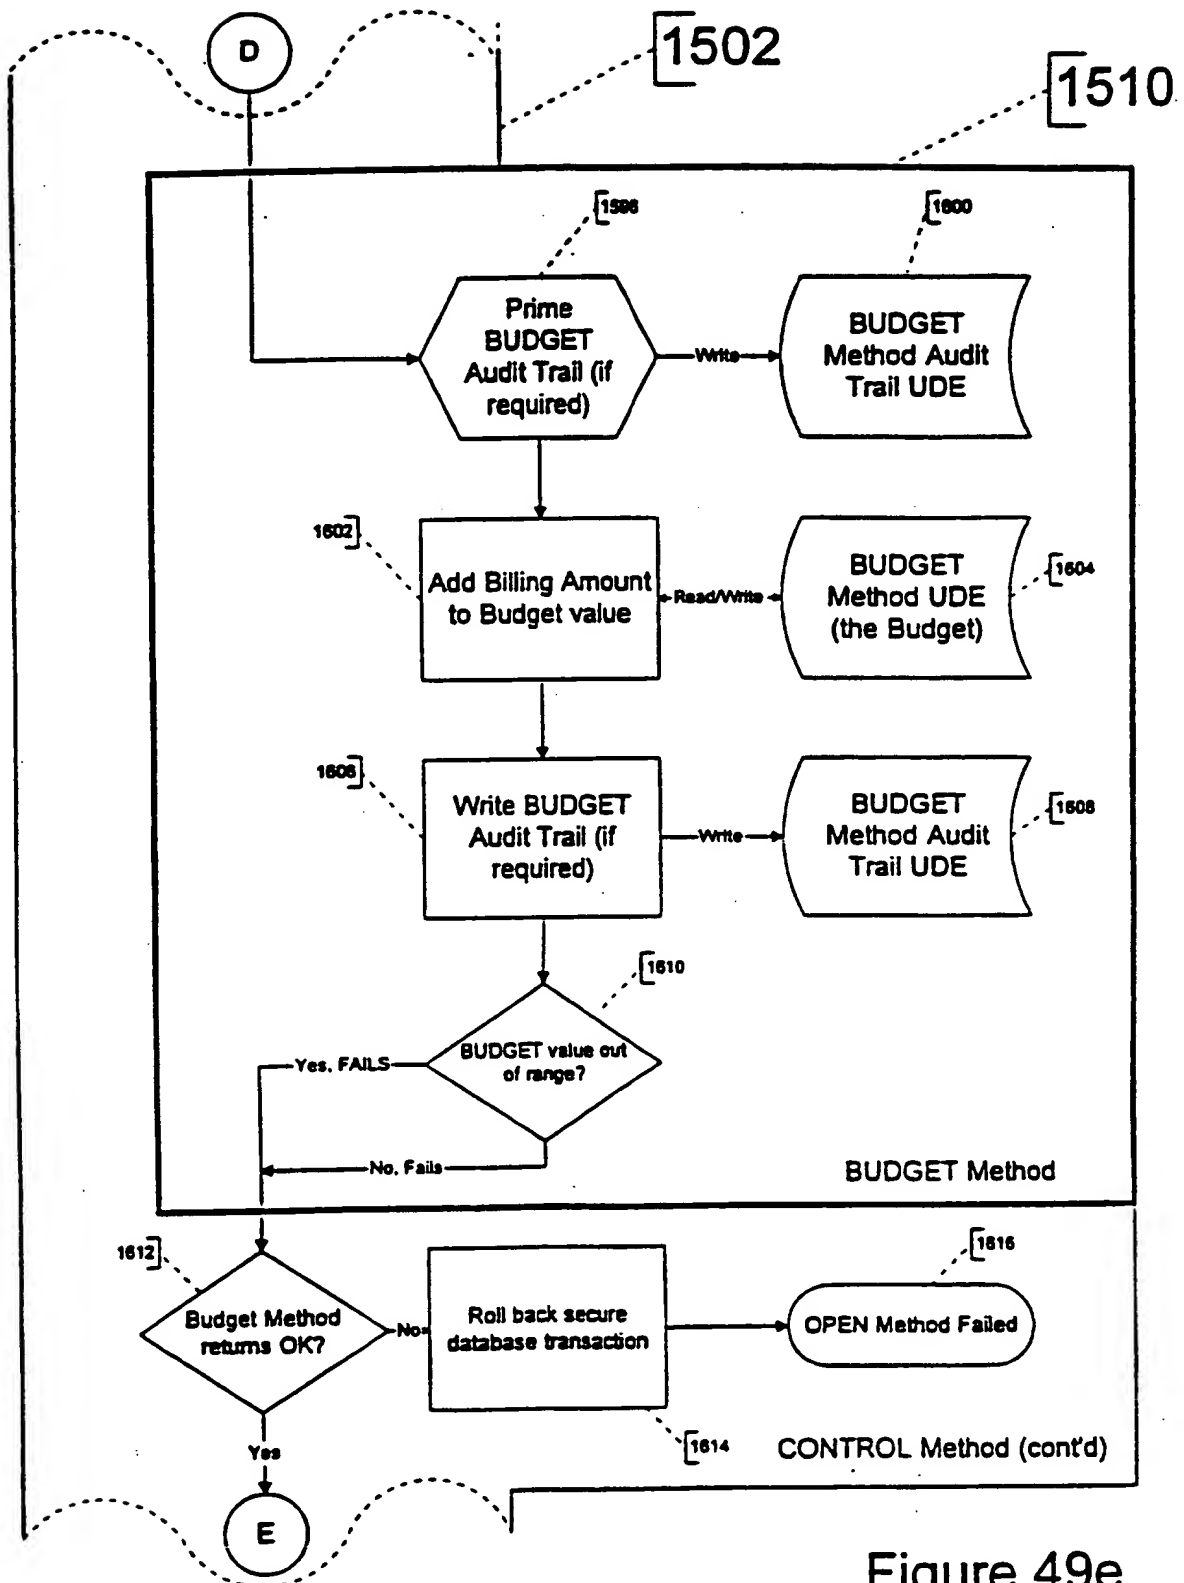 D
1502
1510
1596
1600
Prime
BUDGET
Audit Trail (if
required)
Write
BUDGET
Method Audit
Trail UDE
1602
Add Billing Amount
to Budget value
Read/Write
BUDGET
Method UDE
(the Budget)
1604
1606
Write BUDGET
Audit Trail (if
required)
Write
BUDGET
Method Audit
Trail UDE
1608
1610
BUDGET value out
of range?
Yes, FAILS
No, Fails
BUDGET Method
1612
Budget Method
returns OK?
No
Roll back secure
database transaction
1616
OPEN Method Failed
1614
Yes
CONTROL Method (cont'd)
E
Figure 49e